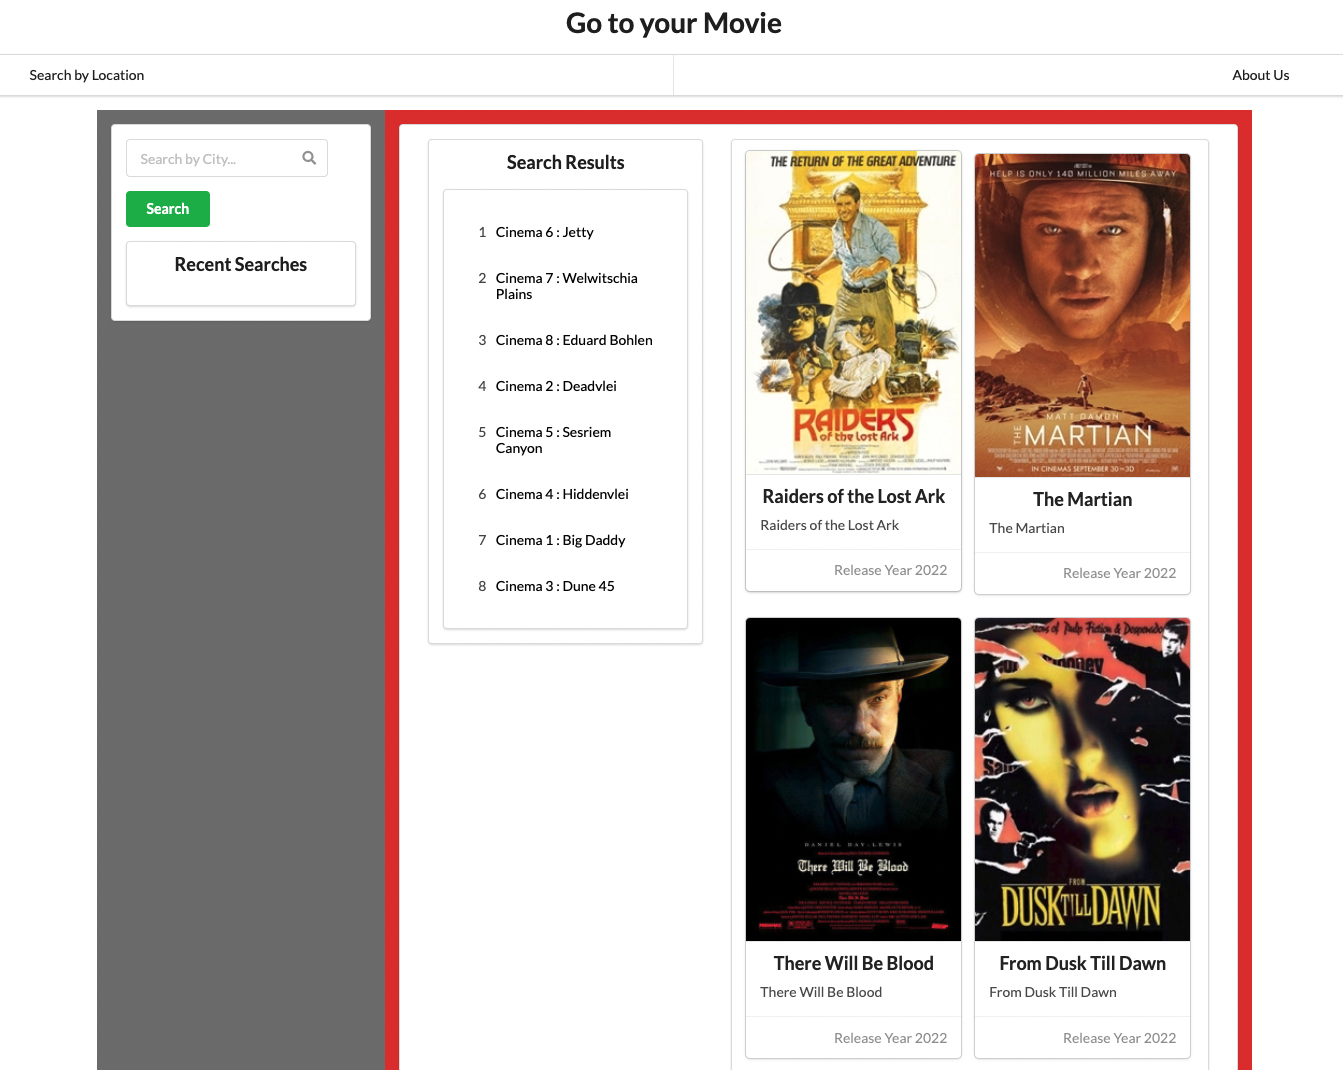 Go to your Movie
Search by Location
About Us
Search by City...
Search
Recent Searches
Search Results
1 Cinema 6 : Jetty
2 Cinema 7 : Welwitschia
Plains
3 Cinema 8 : Eduard Bohlen
4 Cinema 2 : Deadvlei
5 Cinema 5 : Sesriem
Canyon
6 Cinema 4 : Hiddenvlei
7 Cinema 1 : Big Daddy
8 Cinema 3 : Dune 45
THE RETURN OF THE GREAT ADVENTURE
RAIDERS
of the Lost Ark
Raiders of the Lost Ark
Raiders of the Lost Ark
Release Year 2022
HELP IS ONLY 140 MILLION MILES AWAY
MATT DAMON
THE MARTIAN
IN CINEMAS SEPTEMBER 30 IN 3D
The Martian
The Martian
Release Year 2022
DANIEL DAY-LEWIS
There Will Be Blood
There Will Be Blood
There Will Be Blood
Release Year 2022
of Pulp Fiction & Desperado
FROM
DUSK TILL DAWN
From Dusk Till Dawn
From Dusk Till Dawn
Release Year 2022